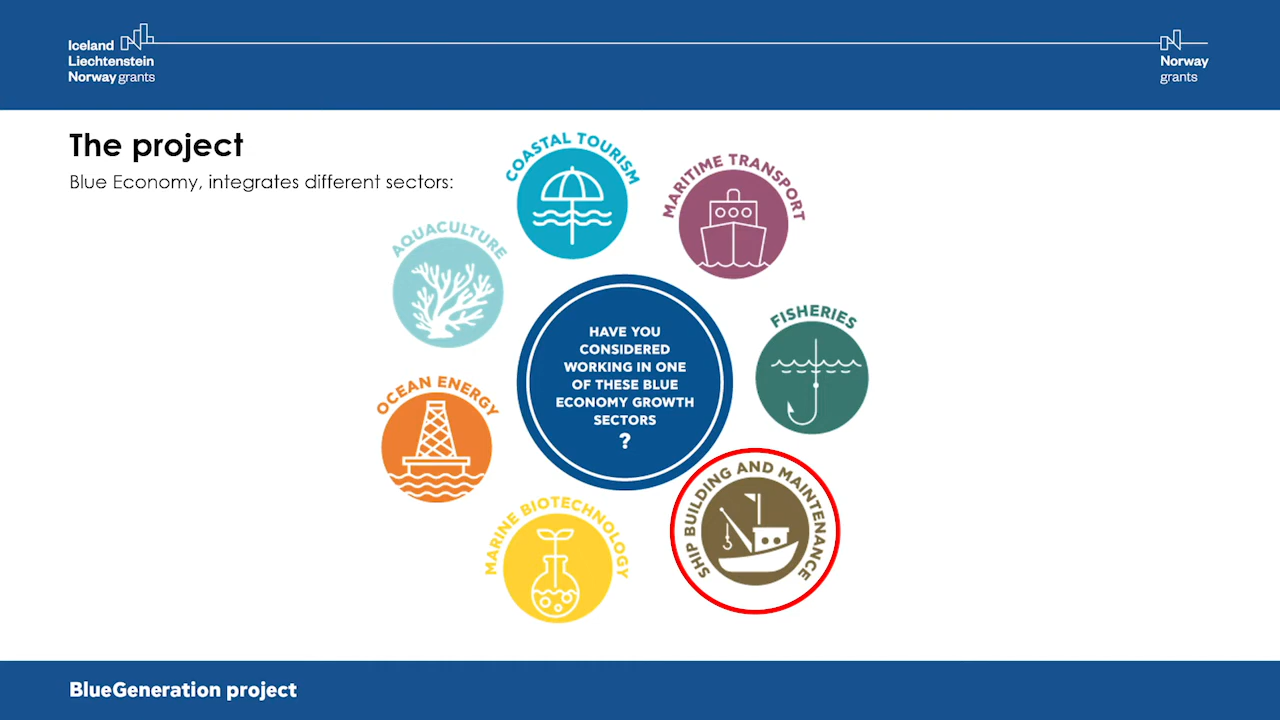 Iceland
Liechtenstein
Norway grants
Norway
grants
The project
Blue Economy, integrates different sectors:
COASTAL TOURISM
MARITIME TRANSPORT
AQUACULTURE
FISHERIES
HAVE YOU
CONSIDERED
WORKING IN ONE
OF THESE BLUE
ECONOMY GROWTH
SECTORS
?
OCEAN ENERGY
SHIP BUILDING AND MAINTENANCE
MARINE BIOTECHNOLOGY
BlueGeneration project